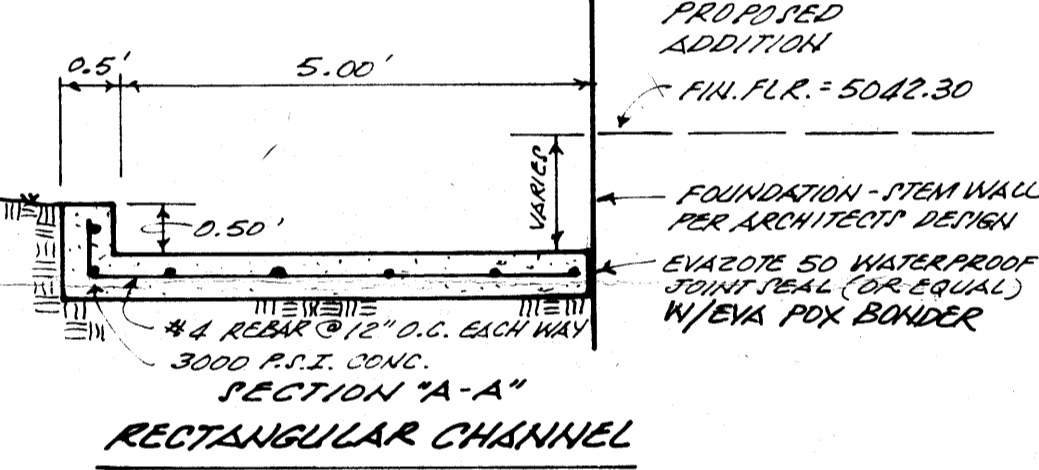 PROPOSED
ADDITION
0.5'
5.00'
FIN. FLR. = 5042.30
VARIES
FOUNDATION - STEM WALL
PER ARCHITECTS DESIGN
0.50'
EVAZOTE 50 WATERPROOF
JOINT SEAL (OR EQUAL)
W/EVA POX BONDER
#4 REBAR @ 12" O.C. EACH WAY
3000 P.S.I. CONC.
SECTION "A-A"
RECTANGULAR CHANNEL